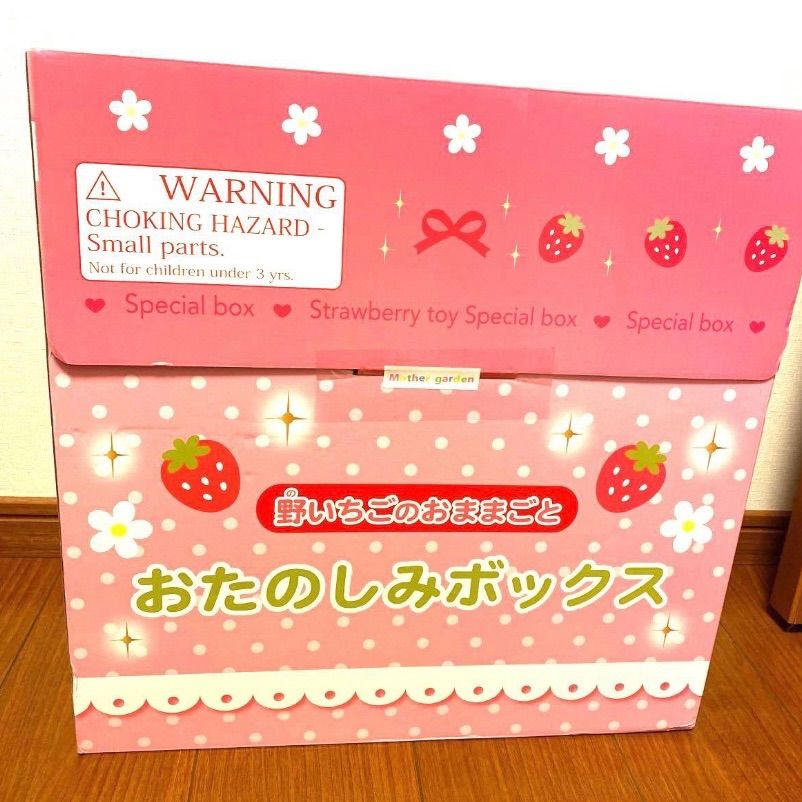 WARNING
CHOKING HAZARD -
Small parts.
Not for children under 3 yrs.
Special box
Strawberry toy Special box
Special box
Mother garden
の
野いちごのおままごと
おたのしみボックス